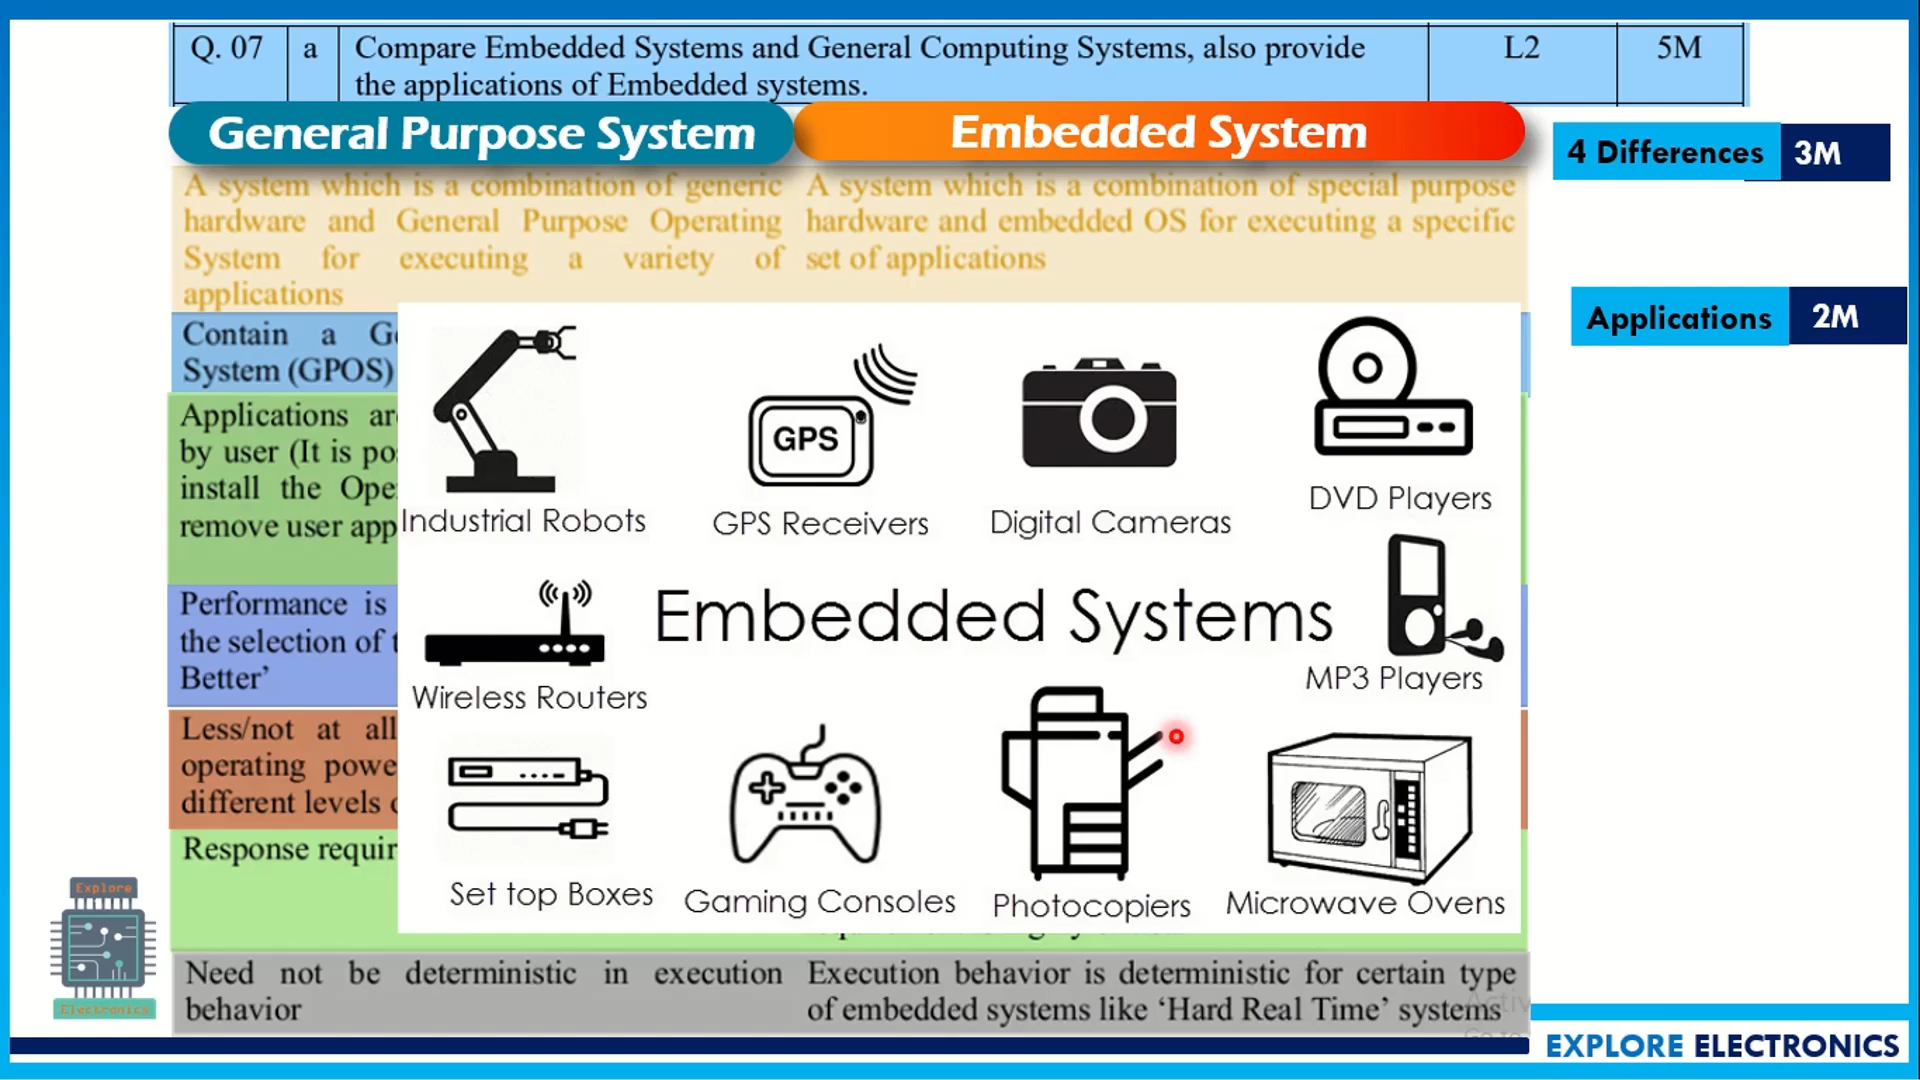 Q. 07 a Compare Embedded Systems and General Computing Systems, also provide L2 5M
the applications of Embedded systems.
General Purpose System Embedded System
4 Differences 3M
A system which is a combination of generic
hardware and General Purpose Operating
System for executing a variety of
applications
A system which is a combination of special purpose
hardware and embedded OS for executing a specific
set of applications
Applications 2M
Contain a
System (GPOS)
Applications
by user (It is
install the
remove user
Performance is
the selection of
Better’
Less/not at all
operating
different levels
Response
Industrial Robots
GPS
GPS Receivers
Digital Cameras
DVD Players
Wireless Routers
Embedded Systems
MP3 Players
Set top Boxes
Gaming Consoles
Photocopiers
Microwave Ovens
Need not be deterministic in execution
behavior
Execution behavior is deterministic for certain type
of embedded systems like ‘Hard Real Time’ systems
Explore
Electronics
EXPLORE ELECTRONICS